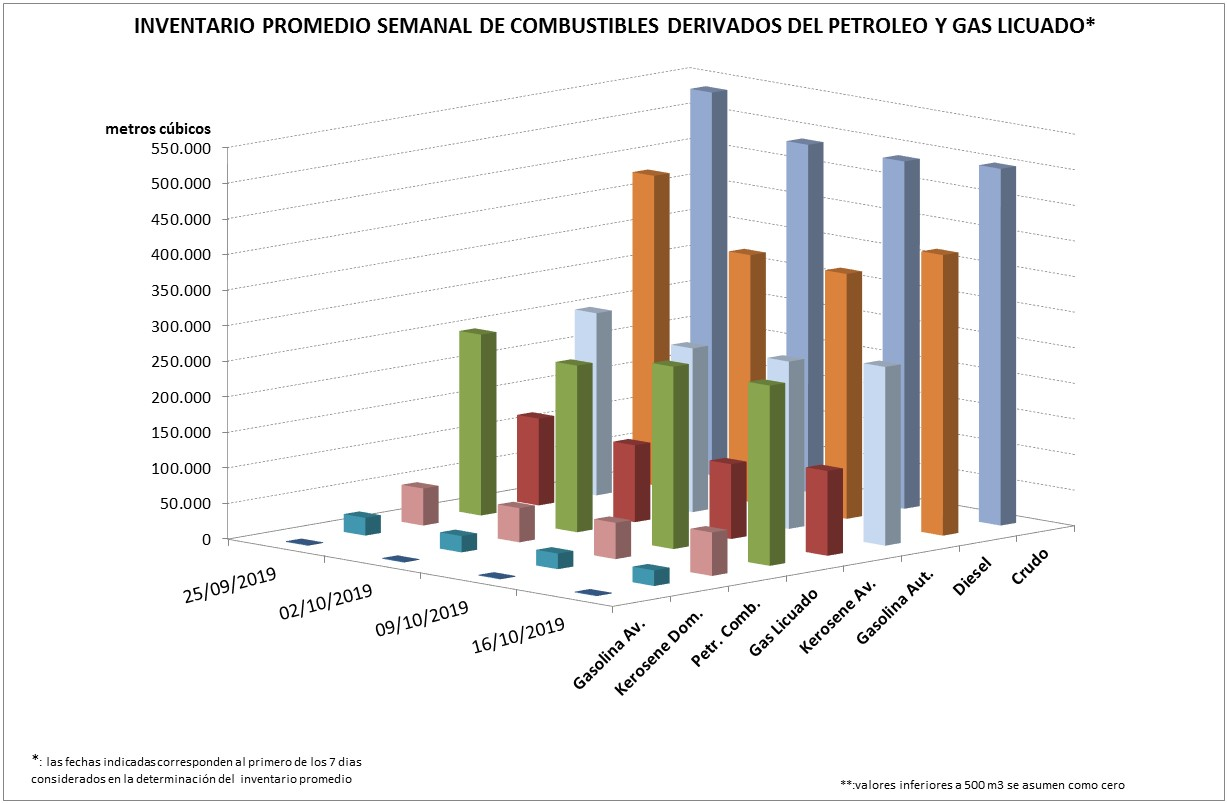 INVENTARIO PROMEDIO SEMANAL DE COMBUSTIBLES DERIVADOS DEL PETROLEO Y GAS LICUADO*
metros cúbicos
550.000
500.000
450.000
400.000
350.000
300.000
250.000
200.000
150.000
100.000
50.000
0
25/09/2019
02/10/2019
09/10/2019
16/10/2019
Gasolina Av.
Kerosene Dom.
Petr. Comb.
Gas Licuado
Kerosene Av.
Gasolina Aut.
Diesel
Crudo
*: las fechas indicadas corresponden al primero de los 7 dias
considerados en la determinación del inventario promedio
**:valores inferiores a 500 m3 se asumen como cero